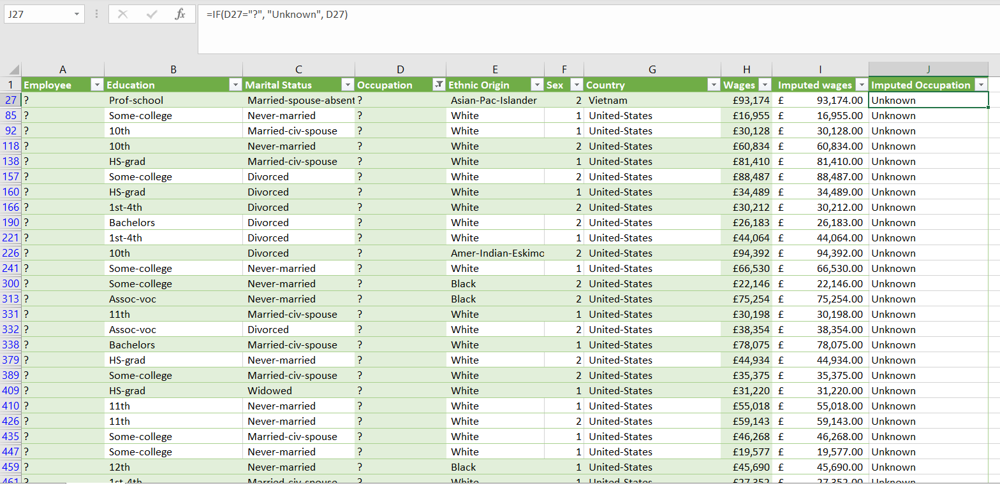 J27 =IF(D27="?", "Unknown", D27)
A B C D E F G H I J
1 Employee Education Marital Status Occupation Ethnic Origin Sex Country Wages Imputed wages Imputed Occupation
27 ? Prof-school Married-spouse-absent ? Asian-Pac-Islander 2 Vietnam £93,174 £ 93,174.00 Unknown
85 ? Some-college Never-married ? White 1 United-States £16,955 £ 16,955.00 Unknown
92 ? 10th Married-civ-spouse ? White 1 United-States £30,128 £ 30,128.00 Unknown
118 ? 10th Never-married ? White 2 United-States £60,834 £ 60,834.00 Unknown
138 ? HS-grad Married-civ-spouse ? White 1 United-States £81,410 £ 81,410.00 Unknown
157 ? Some-college Divorced ? White 2 United-States £88,487 £ 88,487.00 Unknown
160 ? HS-grad Divorced ? White 1 United-States £34,489 £ 34,489.00 Unknown
166 ? 1st-4th Divorced ? White 2 United-States £30,212 £ 30,212.00 Unknown
190 ? Bachelors Divorced ? White 2 United-States £26,183 £ 26,183.00 Unknown
221 ? 1st-4th Divorced ? White 1 United-States £44,064 £ 44,064.00 Unknown
226 ? 10th Divorced ? Amer-Indian-Eskimo 2 United-States £94,392 £ 94,392.00 Unknown
241 ? Some-college Never-married ? White 1 United-States £66,530 £ 66,530.00 Unknown
300 ? Some-college Never-married ? Black 2 United-States £22,146 £ 22,146.00 Unknown
313 ? Assoc-voc Never-married ? Black 2 United-States £75,254 £ 75,254.00 Unknown
331 ? 11th Married-civ-spouse ? White 1 United-States £30,198 £ 30,198.00 Unknown
332 ? Assoc-voc Divorced ? White 2 United-States £38,354 £ 38,354.00 Unknown
338 ? Bachelors Married-civ-spouse ? White 1 United-States £78,075 £ 78,075.00 Unknown
379 ? HS-grad Never-married ? White 2 United-States £44,934 £ 44,934.00 Unknown
389 ? Some-college Married-civ-spouse ? White 2 United-States £35,375 £ 35,375.00 Unknown
409 ? HS-grad Widowed ? White 1 United-States £31,220 £ 31,220.00 Unknown
410 ? 11th Never-married ? White 1 United-States £55,018 £ 55,018.00 Unknown
426 ? 11th Never-married ? White 2 United-States £59,143 £ 59,143.00 Unknown
435 ? Some-college Married-civ-spouse ? White 1 United-States £46,268 £ 46,268.00 Unknown
447 ? Some-college Never-married ? White 1 United-States £19,577 £ 19,577.00 Unknown
459 ? 12th Never-married ? Black 1 United-States £45,690 £ 45,690.00 Unknown
461 ? 1st-4th Married-civ-spouse ? White 1 United-States £27,352 £ 27,352.00 Unknown